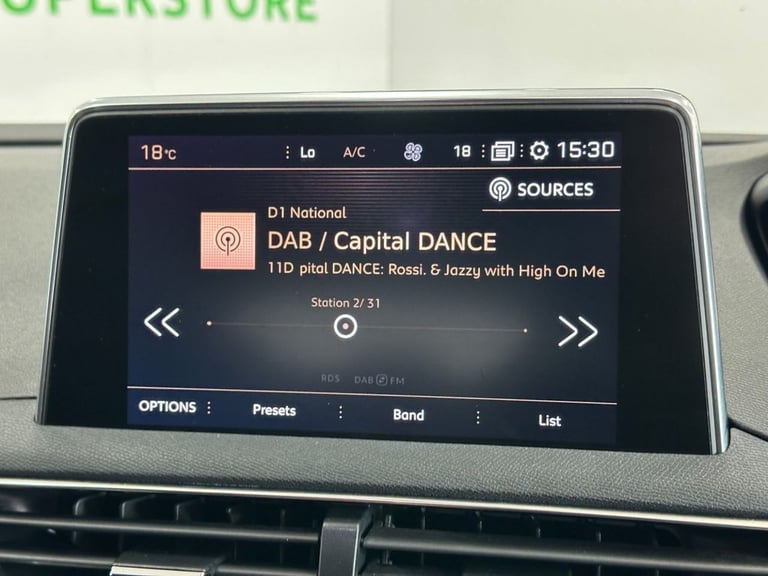 UPERSTORE
18°C
Lo
A/C
18
15:30
SOURCES
D1 National
DAB / Capital DANCE
11D pital DANCE: Rossi. & Jazzy with High On Me
Station 2/ 31
RDS DAB FM
OPTIONS
Presets
Band
List